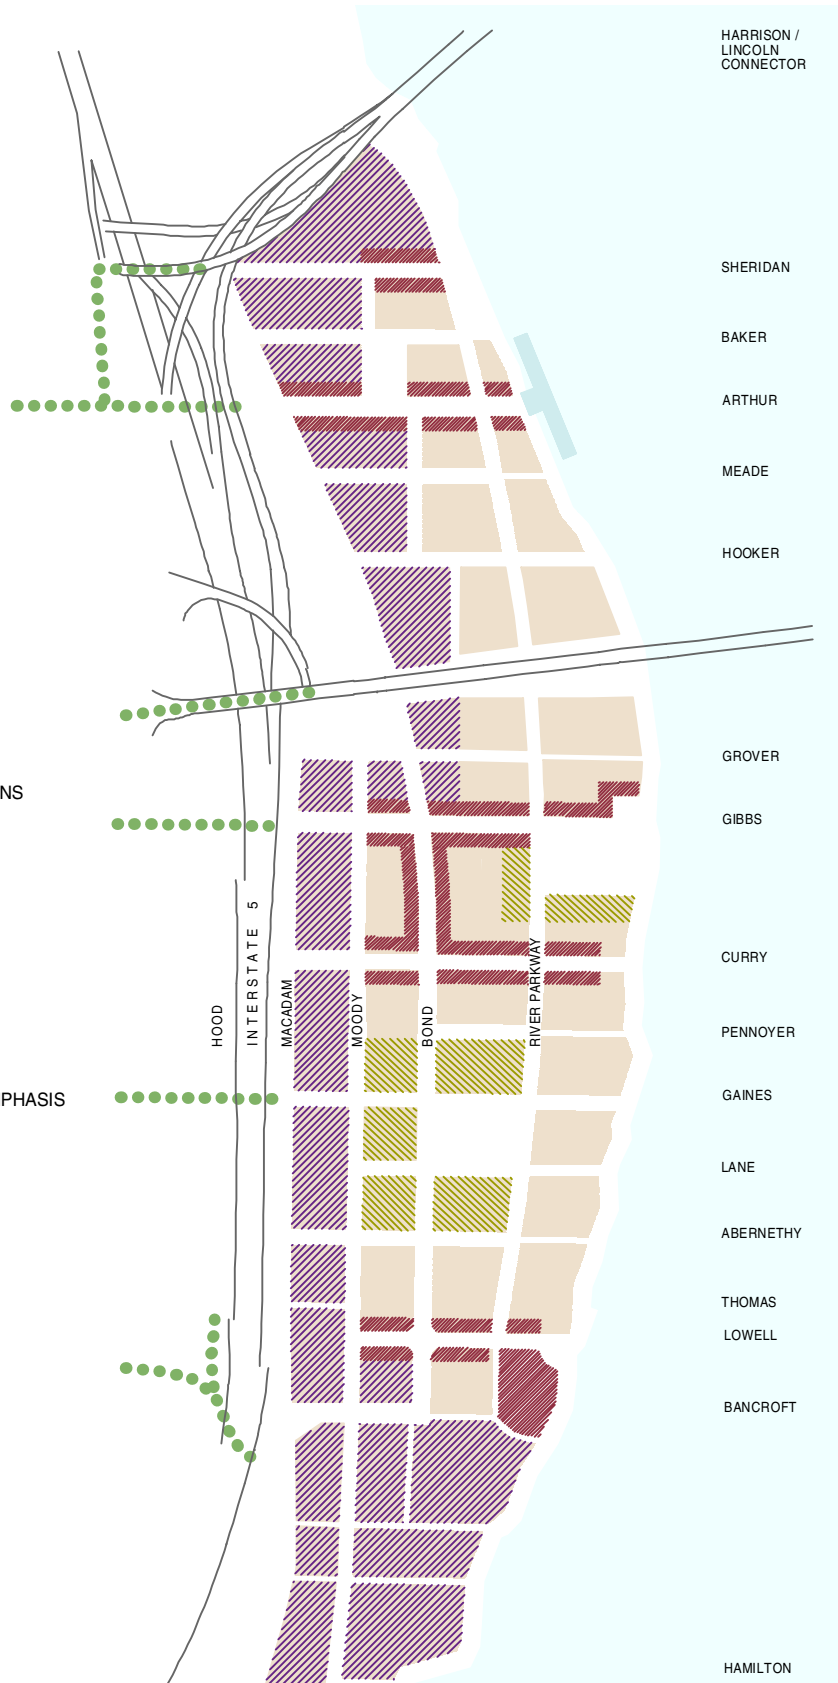 HARRISON /
LINCOLN
CONNECTOR
SHERIDAN
BAKER
ARTHUR
MEADE
HOOKER
GROVER
NS
GIBBS
CURRY
HOOD
INTERSTATE 5
MACADAM
MOODY
BOND
RIVER PARKWAY
PENNOYER
GAINES
PHASIS
LANE
ABERNETHY
THOMAS
LOWELL
BANCROFT
HAMILTON